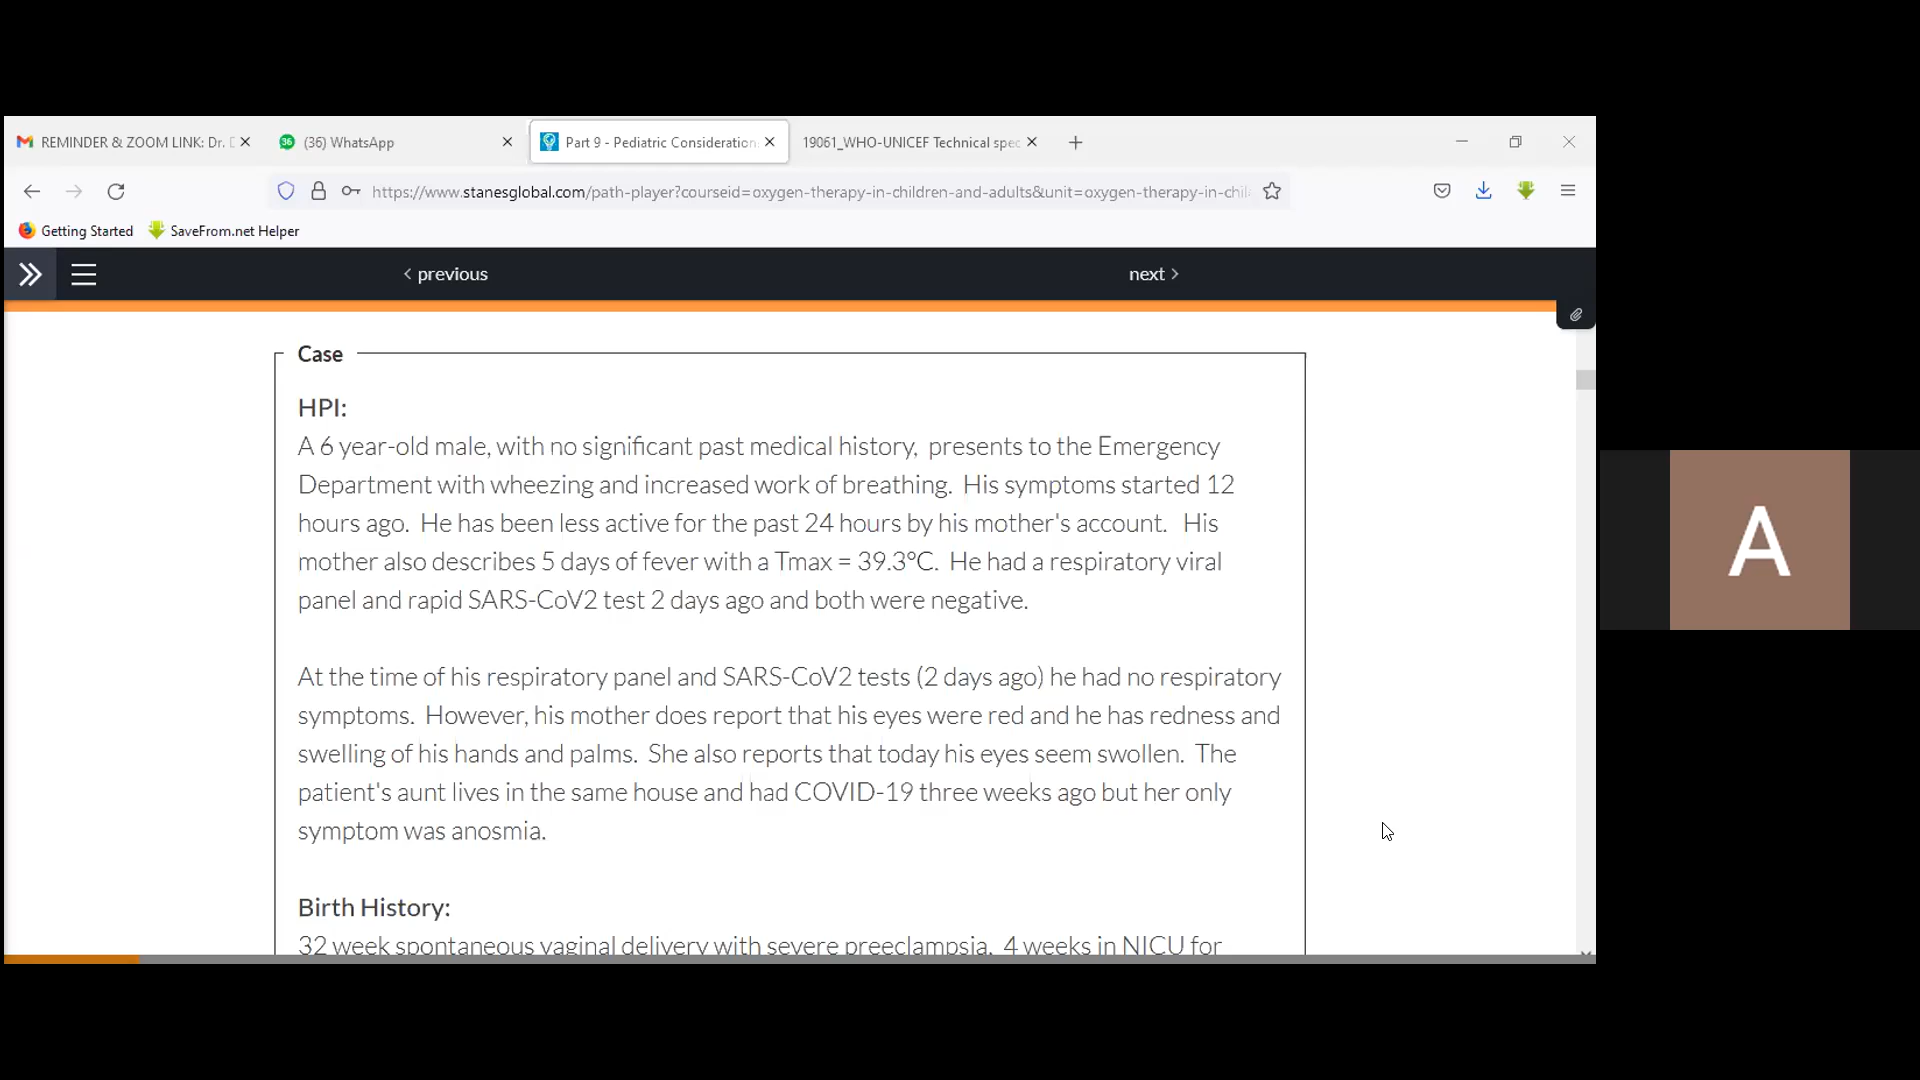 REMINDER & ZOOM LINK: Dr.
(36) WhatsApp
Part 9 - Pediatric Consideration
19061_WHO-UNICEF Technical spec
https://www.stanesglobal.com/path-player?courseid=oxygen-therapy-in-children-and-adults&unit=oxygen-therapy-in-chil
Getting Started
SaveFrom.net Helper
< previous
next >
Case
HPI:
A 6 year-old male, with no significant past medical history, presents to the Emergency
Department with wheezing and increased work of breathing. His symptoms started 12
hours ago. He has been less active for the past 24 hours by his mother's account. His
mother also describes 5 days of fever with a Tmax = 39.3°C. He had a respiratory viral
panel and rapid SARS-CoV2 test 2 days ago and both were negative.
At the time of his respiratory panel and SARS-CoV2 tests (2 days ago) he had no respiratory
symptoms. However, his mother does report that his eyes were red and he has redness and
swelling of his hands and palms. She also reports that today his eyes seem swollen. The
patient's aunt lives in the same house and had COVID-19 three weeks ago but her only
symptom was anosmia.
Birth History:
32 week spontaneous vaginal delivery with severe preeclampsia, 4 weeks in NICU for
A